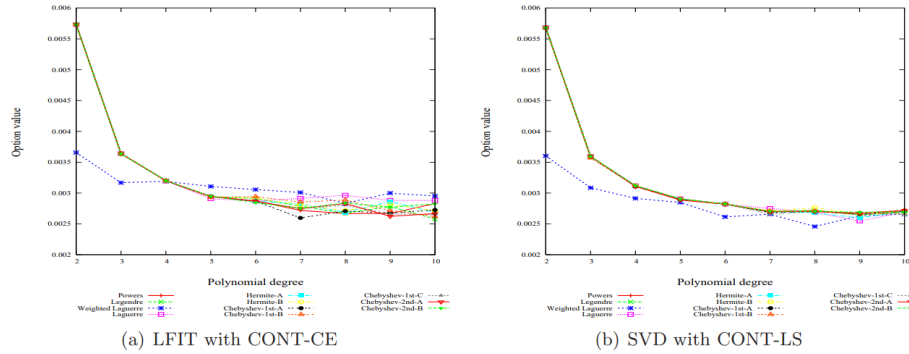 0.006
0.0055
0.005
0.0045
0.004
0.0035
0.003
0.0025
0.002
Option value
2 3 4 5 6 7 8 9 10
Polynomial degree
Powers
Legendre
Weighted Laguerre
Laguerre
Hermite-A
Hermite-B
Chebyshev-1st-A
Chebyshev-1st-B
Chebyshev-1st-C
Chebyshev-2nd-A
Chebyshev-2nd-B
(a) LFIT with CONT-CE
0.006
0.0055
0.005
0.0045
0.004
0.0035
0.003
0.0025
0.002
Option value
2 3 4 5 6 7 8 9 10
Polynomial degree
Powers
Legendre
Weighted Laguerre
Laguerre
Hermite-A
Hermite-B
Chebyshev-1st-A
Chebyshev-1st-B
Chebyshev-1st-C
Chebyshev-2nd-A
Chebyshev-2nd-B
(b) SVD with CONT-LS